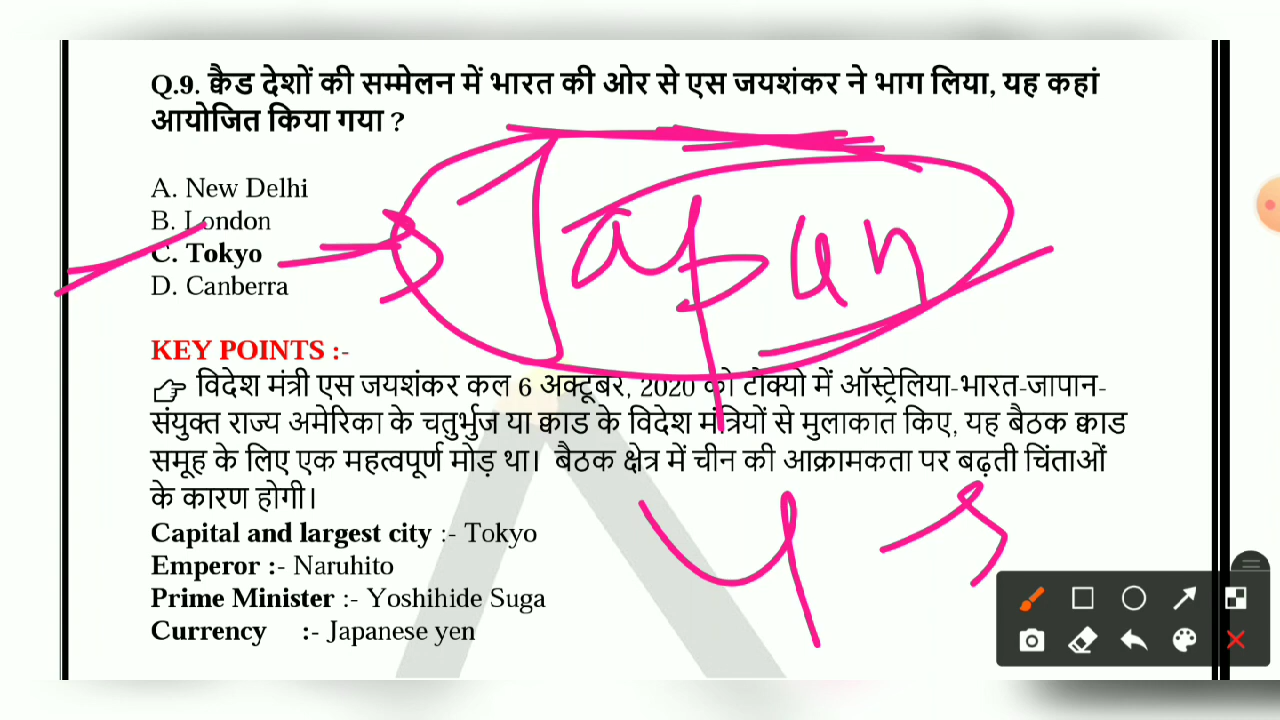 Q.9. क्वैड देशों की सम्मेलन में भारत की ओर से एस जयशंकर ने भाग लिया, यह कहां
आयोजित किया गया ?
A. New Delhi
B. London
C. Tokyo
D. Canberra
Japan
KEY POINTS :-
विदेश मंत्री एस जयशंकर कल 6 अक्टूबर, 2020 को टोक्यो में ऑस्ट्रेलिया-भारत-जापान-
संयुक्त राज्य अमेरिका के चतुर्भुज या क्वाड के विदेश मंत्रियों से मुलाकात किए, यह बैठक क्वाड
समूह के लिए एक महत्वपूर्ण मोड़ था। बैठक क्षेत्र में चीन की आक्रामकता पर बढ़ती चिंताओं
के कारण होगी।
Capital and largest city :- Tokyo
Emperor :- Naruhito
Prime Minister :- Yoshihide Suga
Currency :- Japanese yen